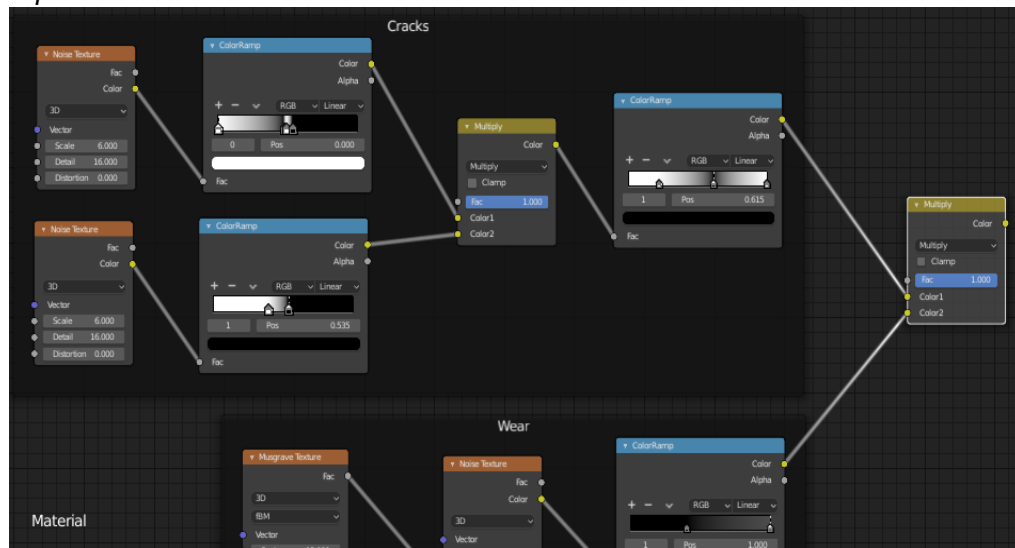 Cracks
Noise Texture
Fac
Color
3D
Vector
Scale 6.000
Detail 16.000
Distortion 0.000
ColorRamp
Color
Alpha
RGB Linear
0 Pos 0.000
Fac
Multiply
Color
Multiply
Clamp
Fac 1.000
Color1
Color2
ColorRamp
Color
Alpha
RGB Linear
1 Pos 0.615
Fac
Multiply
Color
Multiply
Clamp
Fac 1.000
Color1
Color2
Noise Texture
Fac
Color
3D
Vector
Scale 6.000
Detail 16.000
Distortion 0.000
ColorRamp
Color
Alpha
RGB Linear
1 Pos 0.535
Fac
Wear
Musgrave Texture
Fac
3D
fBM
Vector
Noise Texture
Fac
Color
3D
Vector
ColorRamp
Color
Alpha
RGB Linear
1 Pos 1.000
Material